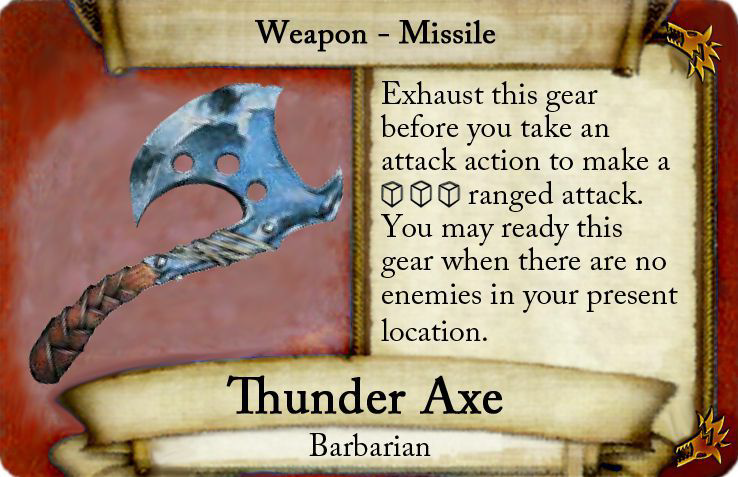 Weapon - Missile
Exhaust this gear
before you take an
attack action to make a
ranged attack.
You may ready this
gear when there are no
enemies in your present
location.
Thunder Axe
Barbarian